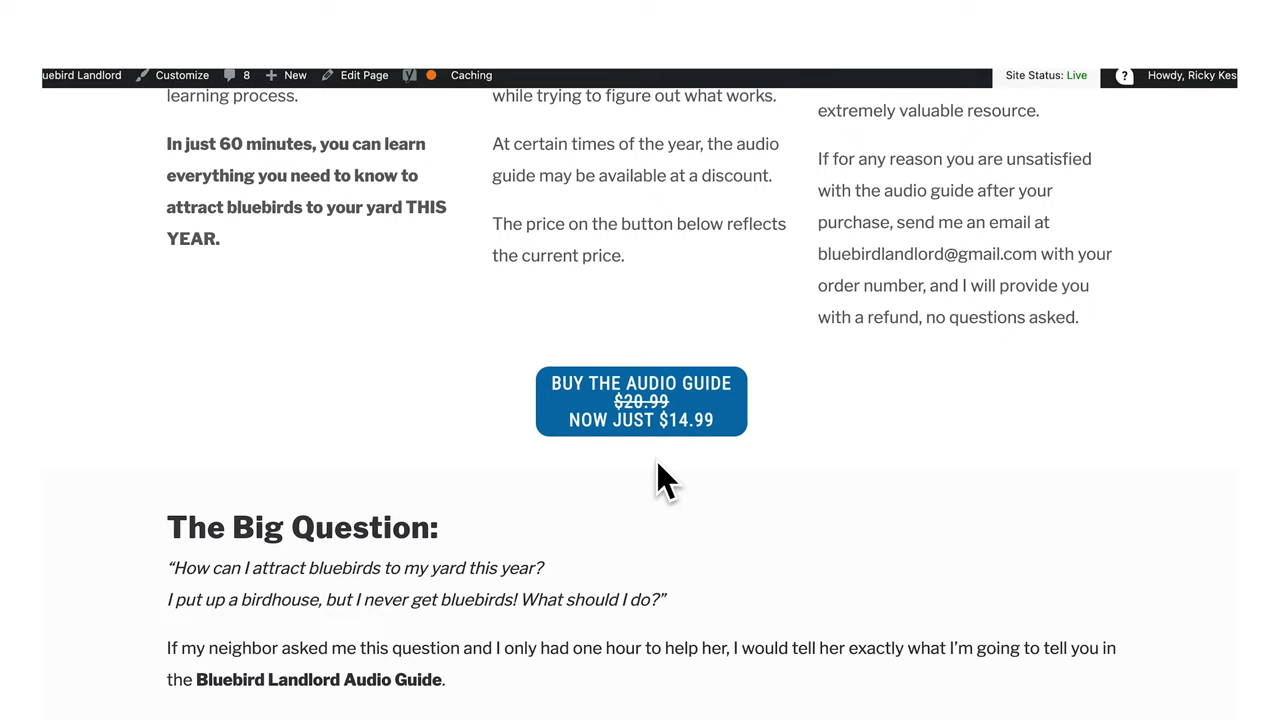 uebird Landlord Customize 8 New Edit Page Caching Site Status: Live ? Howdy, Ricky Kes
learning process.
In just 60 minutes, you can learn
everything you need to know to
attract bluebirds to your yard THIS
YEAR.
while trying to figure out what works.
At certain times of the year, the audio
guide may be available at a discount.
The price on the button below reflects
the current price.
extremely valuable resource.
If for any reason you are unsatisfied
with the audio guide after your
purchase, send me an email at
bluebirdlandlord@gmail.com with your
order number, and I will provide you
with a refund, no questions asked.
BUY THE AUDIO GUIDE
$20.99
NOW JUST $14.99
The Big Question:
“How can I attract bluebirds to my yard this year?
I put up a birdhouse, but I never get bluebirds! What should I do?”
If my neighbor asked me this question and I only had one hour to help her, I would tell her exactly what I’m going to tell you in
the Bluebird Landlord Audio Guide.